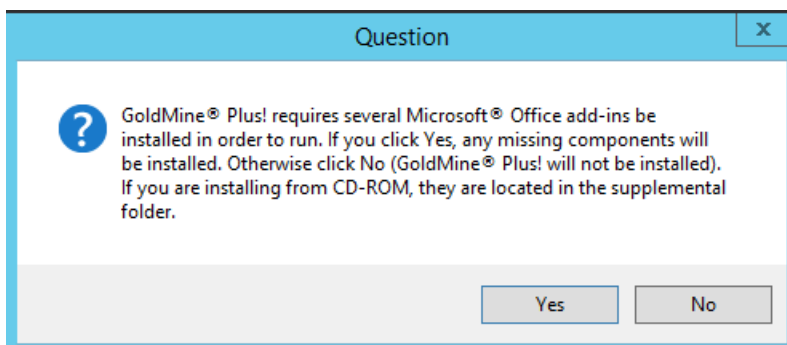 Question
x
GoldMine® Plus! requires several Microsoft® Office add-ins be
installed in order to run. If you click Yes, any missing components will
be installed. Otherwise click No (GoldMine® Plus! will not be installed).
If you are installing from CD-ROM, they are located in the supplemental
folder.
Yes
No